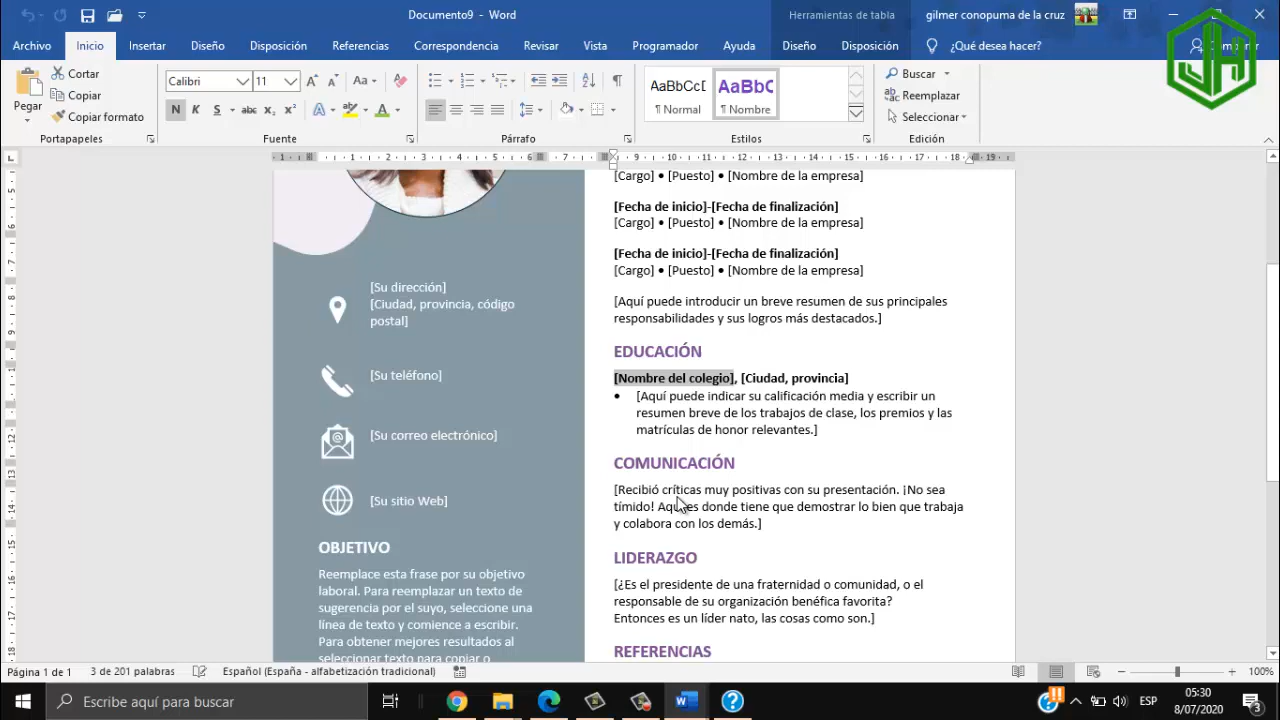 Documento9 - Word
Herramientas de tabla
gilmer conopuma de la cruz
Archivo Inicio Insertar Diseño Disposición Referencias Correspondencia Revisar Vista Programador Ayuda Diseño Disposición ¿Qué desea hacer? Compartir
Pegar
Cortar
Copiar
Copiar formato
Portapapeles
Calibri 11
N K S abc x₂ x²
Fuente
Párrafo
AaBbCcD AaBbC
¶ Normal ¶ Nombre
Estilos
Buscar
Reemplazar
Seleccionar
Edición
[Su dirección]
[Ciudad, provincia, código
postal]
[Su teléfono]
[Su correo electrónico]
[Su sitio Web]
OBJETIVO
Reemplace esta frase por su objetivo
laboral. Para reemplazar un texto de
sugerencia por el suyo, seleccione una
línea de texto y comience a escribir.
Para obtener mejores resultados al
seleccionar texto para copiar o
[Cargo] • [Puesto] • [Nombre de la empresa]
[Fecha de inicio]-[Fecha de finalización]
[Cargo] • [Puesto] • [Nombre de la empresa]
[Fecha de inicio]-[Fecha de finalización]
[Cargo] • [Puesto] • [Nombre de la empresa]
[Aquí puede introducir un breve resumen de sus principales
responsabilidades y sus logros más destacados.]
EDUCACIÓN
[Nombre del colegio], [Ciudad, provincia]
• [Aquí puede indicar su calificación media y escribir un
resumen breve de los trabajos de clase, los premios y las
matrículas de honor relevantes.]
COMUNICACIÓN
[Recibió críticas muy positivas con su presentación. ¡No sea
tímido! Aquí es donde tiene que demostrar lo bien que trabaja
y colabora con los demás.]
LIDERAZGO
[¿Es el presidente de una fraternidad o comunidad, o el
responsable de su organización benéfica favorita?
Entonces es un líder nato, las cosas como son.]
REFERENCIAS
Página 1 de 1 3 de 201 palabras Español (España - alfabetización tradicional) 100%
Escribe aquí para buscar
ESP
05:30
8/07/2020
3